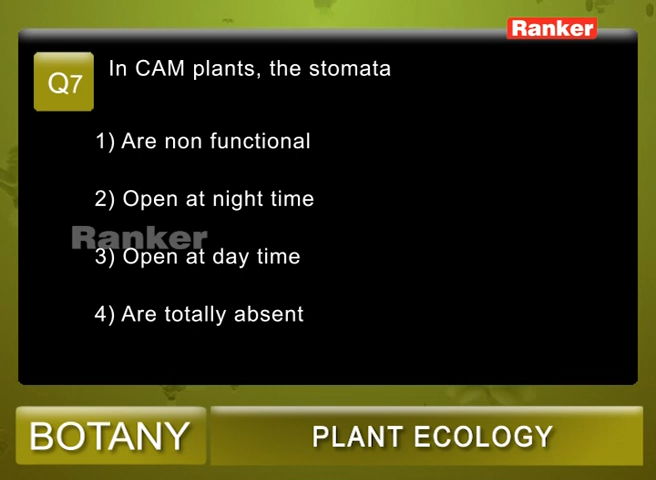 Ranker
Q7 In CAM plants, the stomata
1) Are non functional
2) Open at night time
Ranker
3) Open at day time
4) Are totally absent
BOTANY PLANT ECOLOGY